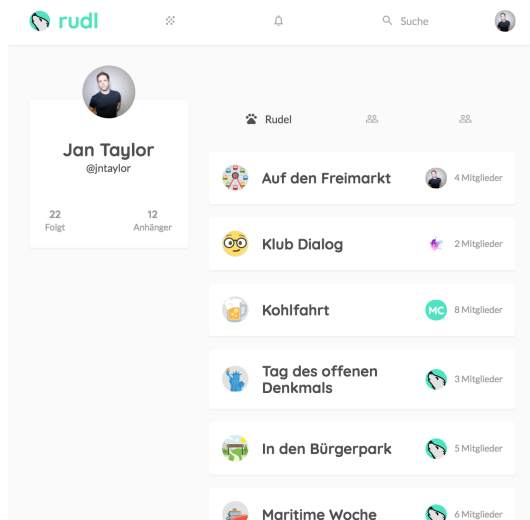 rudl
Suche
Jan Taylor
@jntaylor
22
Folgt
12
Anhänger
Rudel
Auf den Freimarkt
4 Mitglieder
Klub Dialog
2 Mitglieder
Kohlfahrt
MC
8 Mitglieder
Tag des offenen
Denkmals
3 Mitglieder
In den Bürgerpark
5 Mitglieder
Maritime Woche
6 Mitglieder